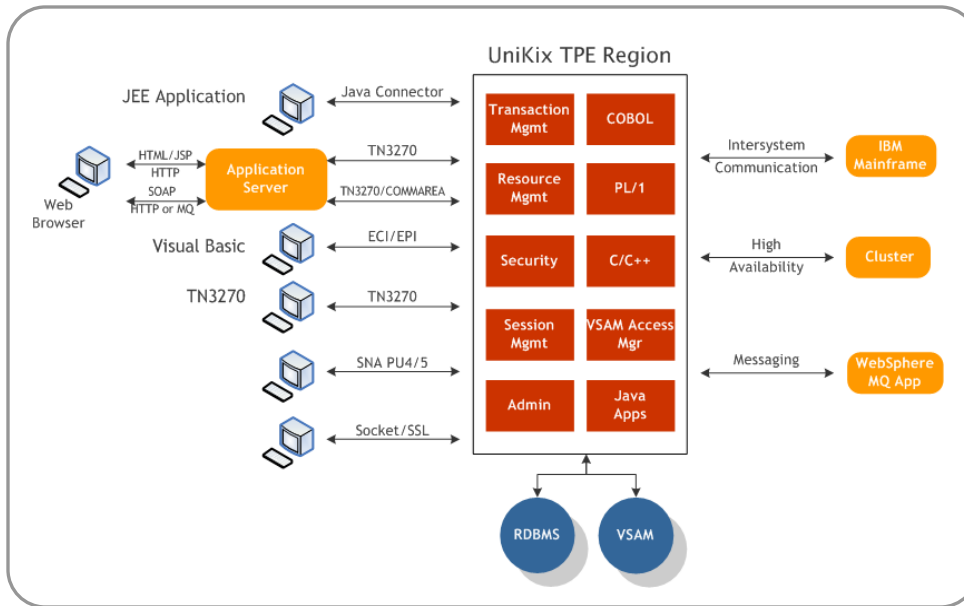 UniKix TPE Region
JEE Application
Java Connector
Transaction
Mgmt
COBOL
HTML/JSP
HTTP
SOAP
HTTP or MQ
Web
Browser
Application
Server
TN3270
TN3270/COMMAREA
Resource
Mgmt
PL/1
Intersystem
Communication
IBM
Mainframe
Visual Basic
ECI/EPI
Security
C/C++
High
Availability
Cluster
TN3270
TN3270
Session
Mgmt
VSAM Access
Mgr
SNA PU4/5
Messaging
WebSphere
MQ App
Admin
Java
Apps
Socket/SSL
RDBMS
VSAM